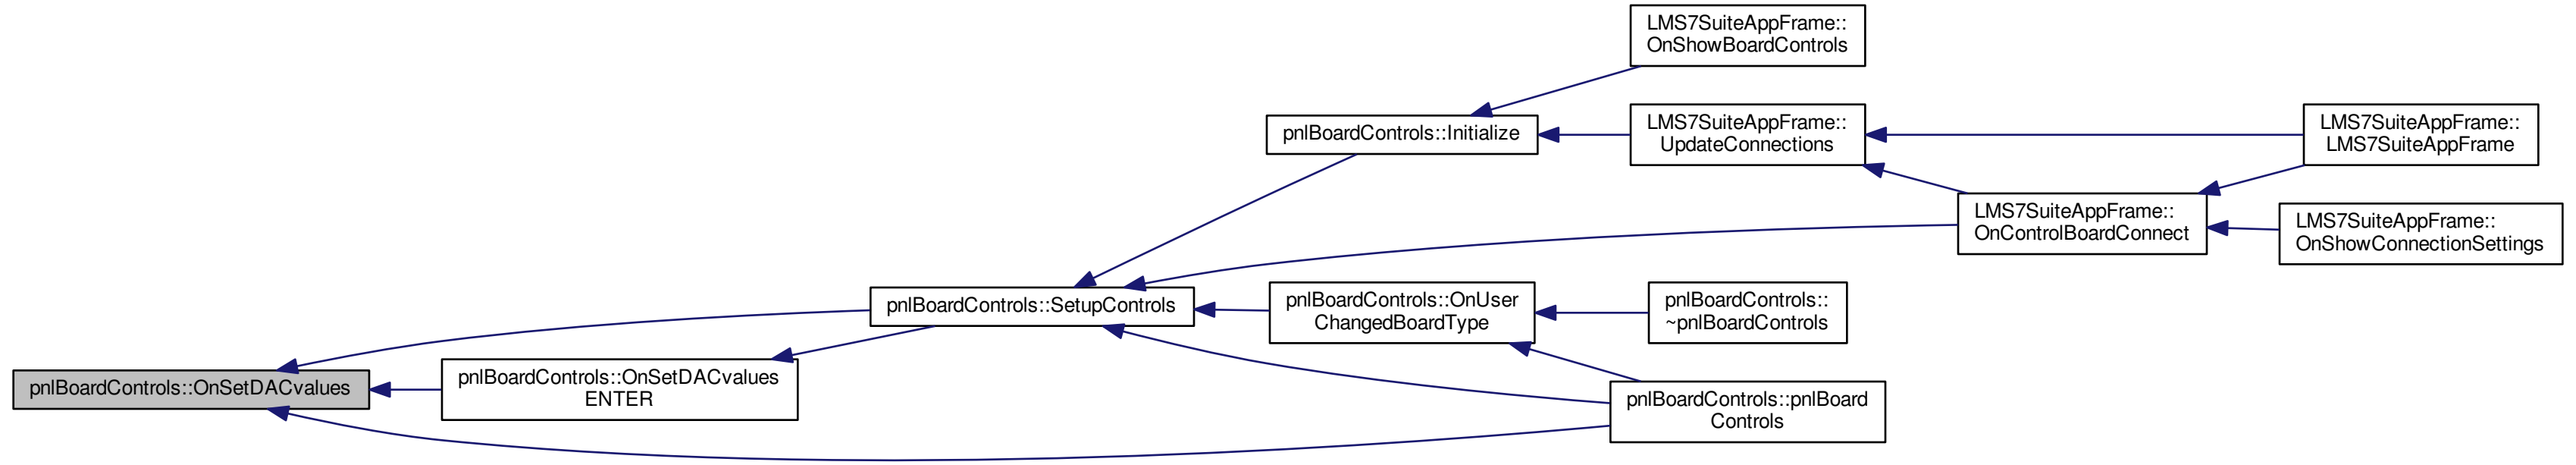 LMS7SuiteAppFrame::
OnShowBoardControls
pnlBoardControls::Initialize
LMS7SuiteAppFrame::
UpdateConnections
LMS7SuiteAppFrame::
LMS7SuiteAppFrame
LMS7SuiteAppFrame::
OnControlBoardConnect
LMS7SuiteAppFrame::
OnShowConnectionSettings
pnlBoardControls::SetupControls
pnlBoardControls::OnUser
ChangedBoardType
pnlBoardControls::
~pnlBoardControls
pnlBoardControls::OnSetDACvalues
pnlBoardControls::OnSetDACvalues
ENTER
pnlBoardControls::pnlBoard
Controls